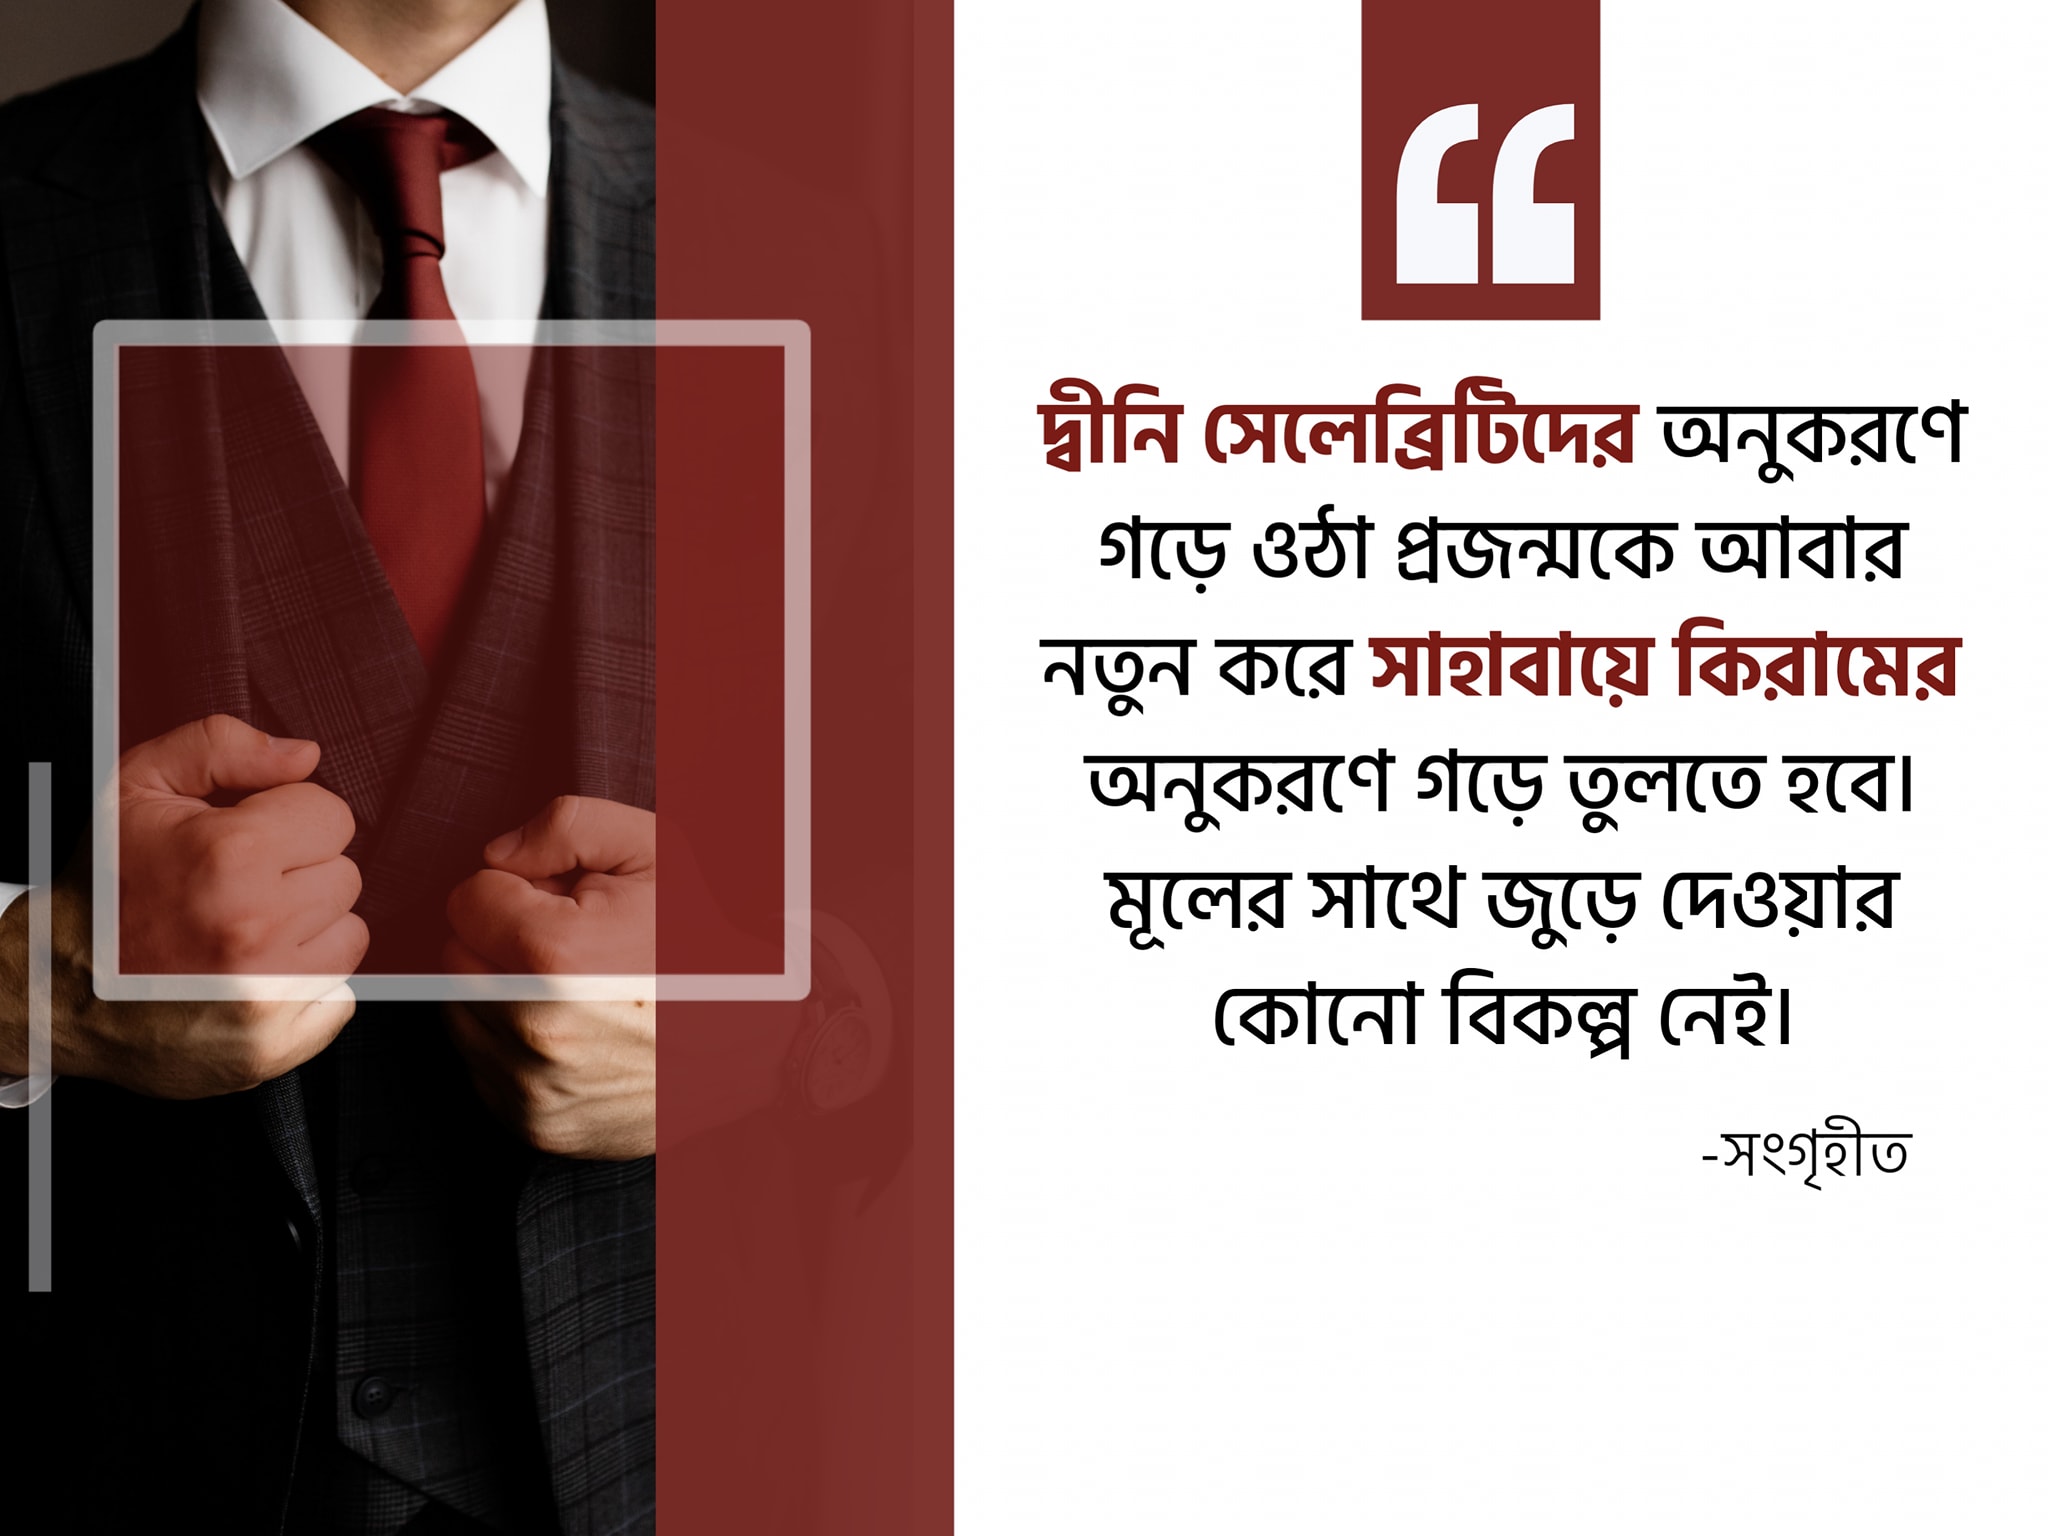 “
দ্বীনি সেলেব্রিটিদের অনুকরণে
গড়ে ওঠা প্রজন্মকে আবার
নতুন করে সাহাবায়ে কিরামের
অনুকরণে গড়ে তুলতে হবে।
মূলের সাথে জুড়ে দেওয়ার
কোনো বিকল্প নেই।
-সংগৃহীত